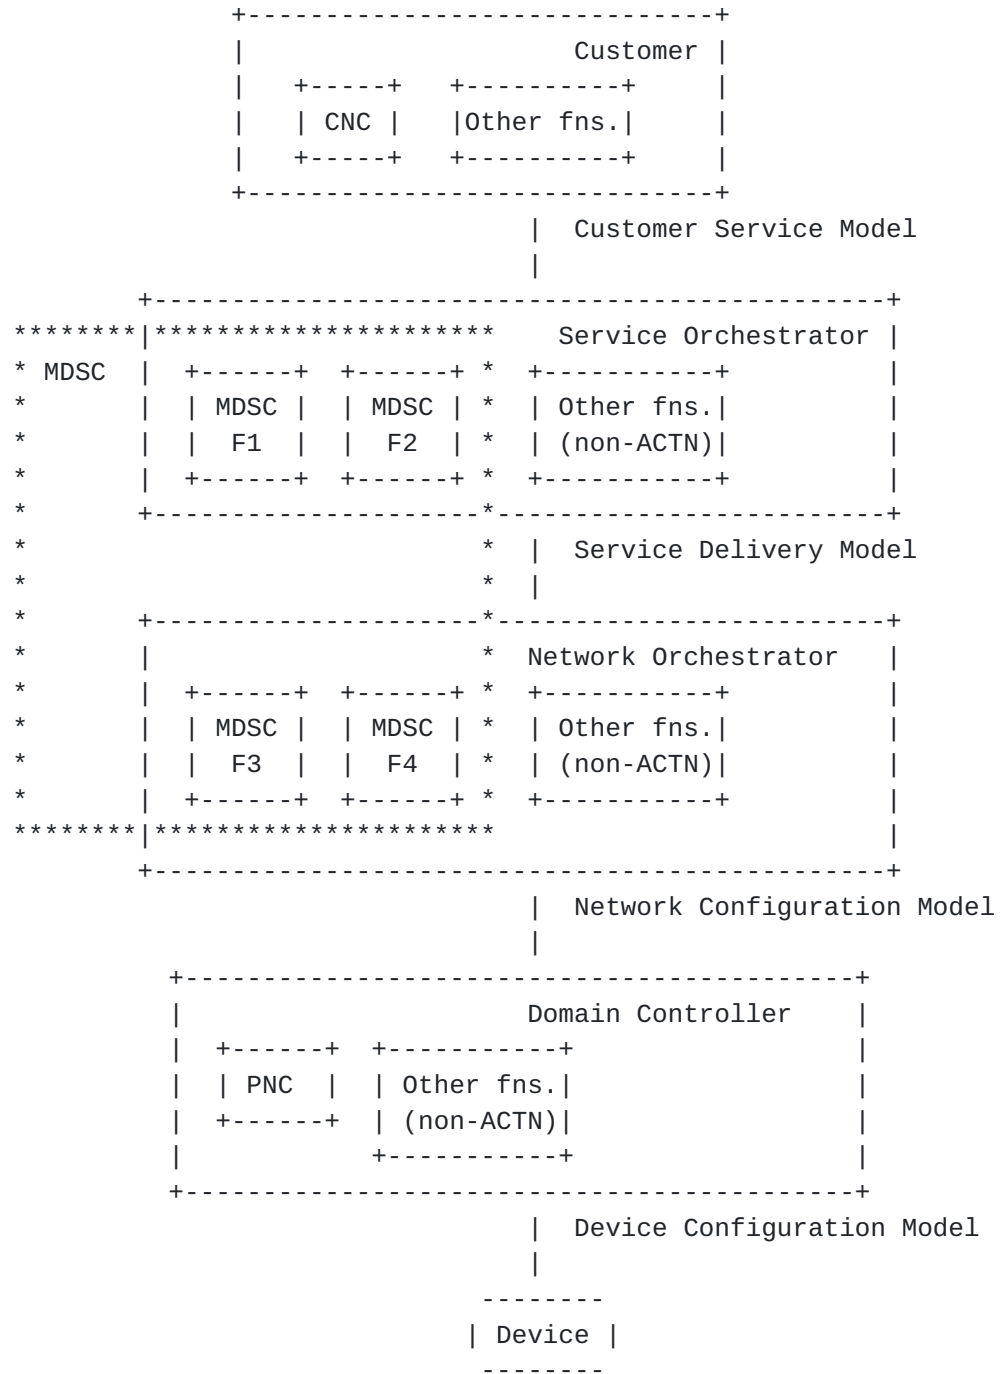 Customer
CNC Other fns.
Customer Service Model
Service Orchestrator
MDSC
MDSC MDSC Other fns.
F1 F2 (non-ACTN)
Service Delivery Model
Network Orchestrator
MDSC MDSC Other fns.
F3 F4 (non-ACTN)
Network Configuration Model
Domain Controller
PNC Other fns.
(non-ACTN)
Device Configuration Model
Device